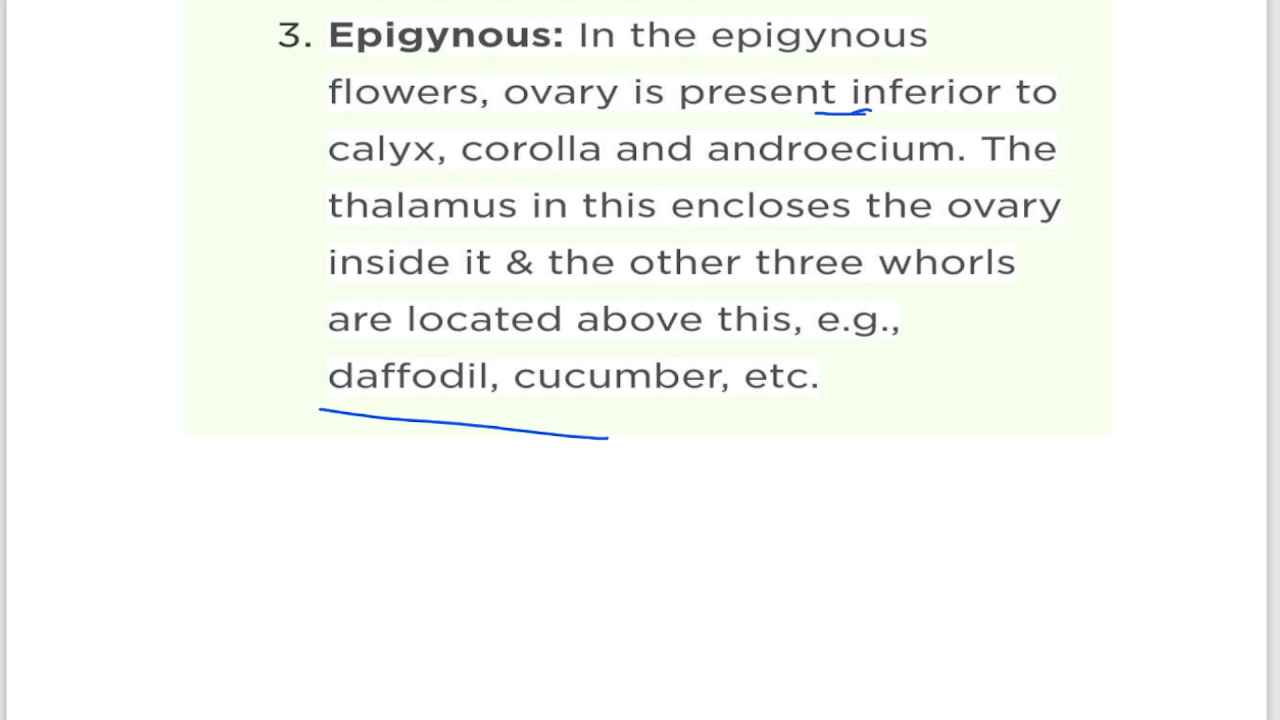 3. Epigynous: In the epigynous
flowers, ovary is present inferior to
calyx, corolla and androecium. The
thalamus in this encloses the ovary
inside it & the other three whorls
are located above this, e.g.,
daffodil, cucumber, etc.